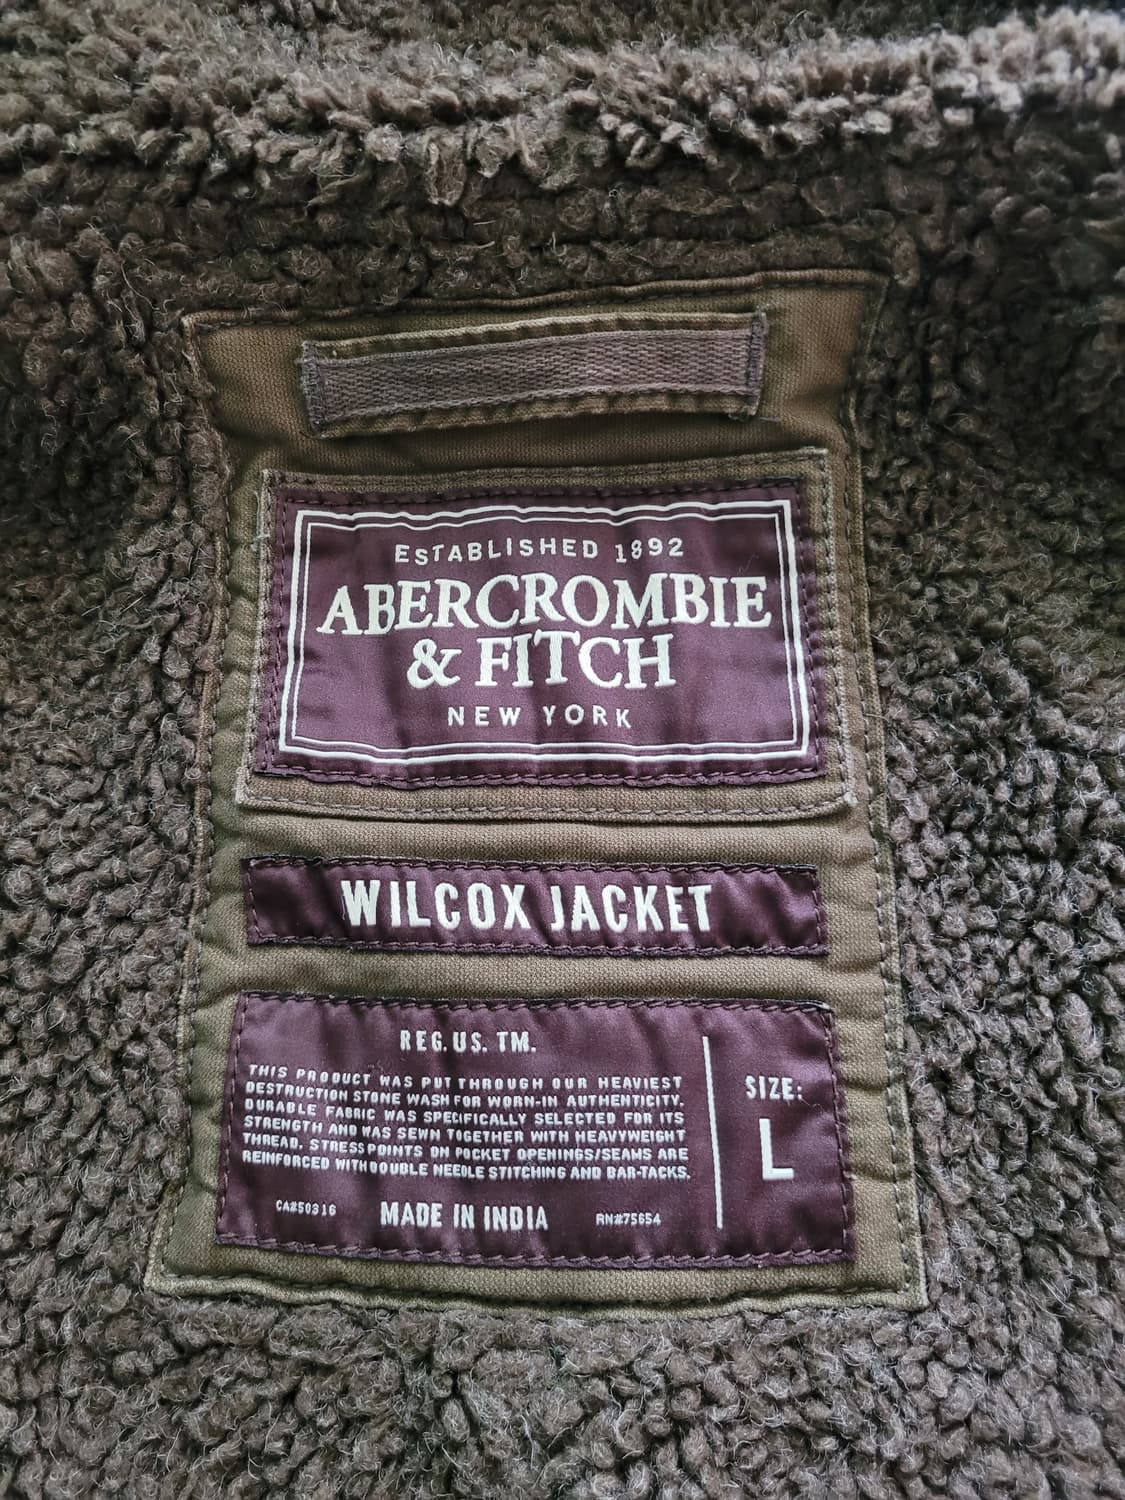 ESTABLISHED 1892
ABERCROMBIE
& FITCH
NEW YORK
WILCOX JACKET
REG. US. TM.
THIS PRODUCT WAS PUT THROUGH OUR HEAVIEST
DESTRUCTION STONE WASH FOR WORN-IN AUTHENTICITY.
DURABLE FABRIC WAS SPECIFICALLY SELECTED FOR ITS
STRENGTH AND WAS SEWN TOGETHER WITH HEAVYWEIGHT
THREAD. STRESS POINTS ON POCKET OPENINGS/SEAMS ARE
REINFORCED WITH DOUBLE NEEDLE STITCHING AND BAR-TACKS.
CA#50316 MADE IN INDIA RN#75654
SIZE:
L